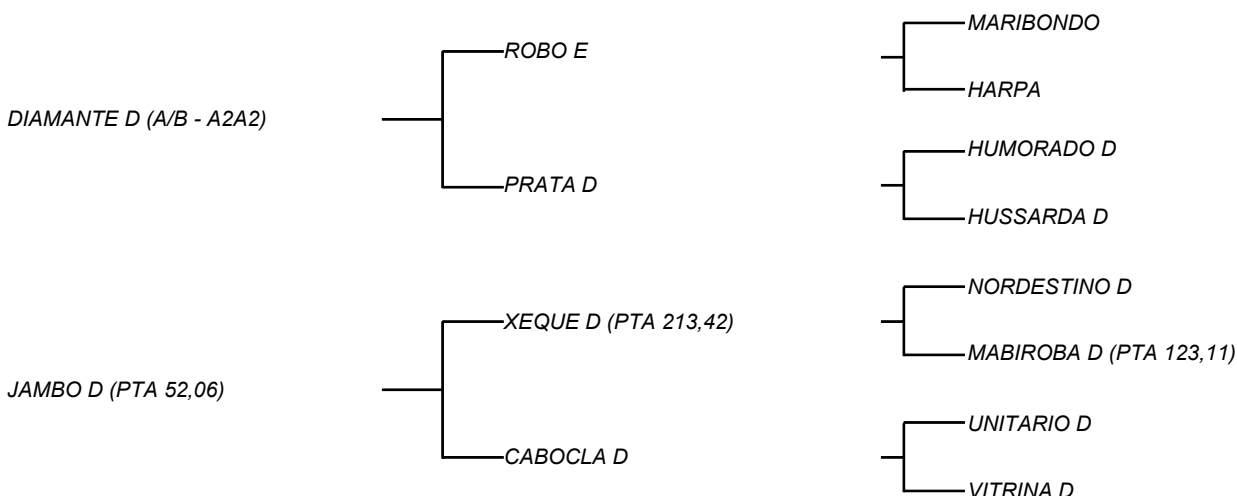 MARIBONDO
ROBO E
HARPA
DIAMANTE D (A/B - A2A2)
HUMORADO D
PRATA D
HUSSARDA D
NORDESTINO D
XEQUE D (PTA 213,42)
MABIROBA D (PTA 123,11)
JAMBO D (PTA 52,06)
UNITARIO D
CABOCLA D
VITRINA D